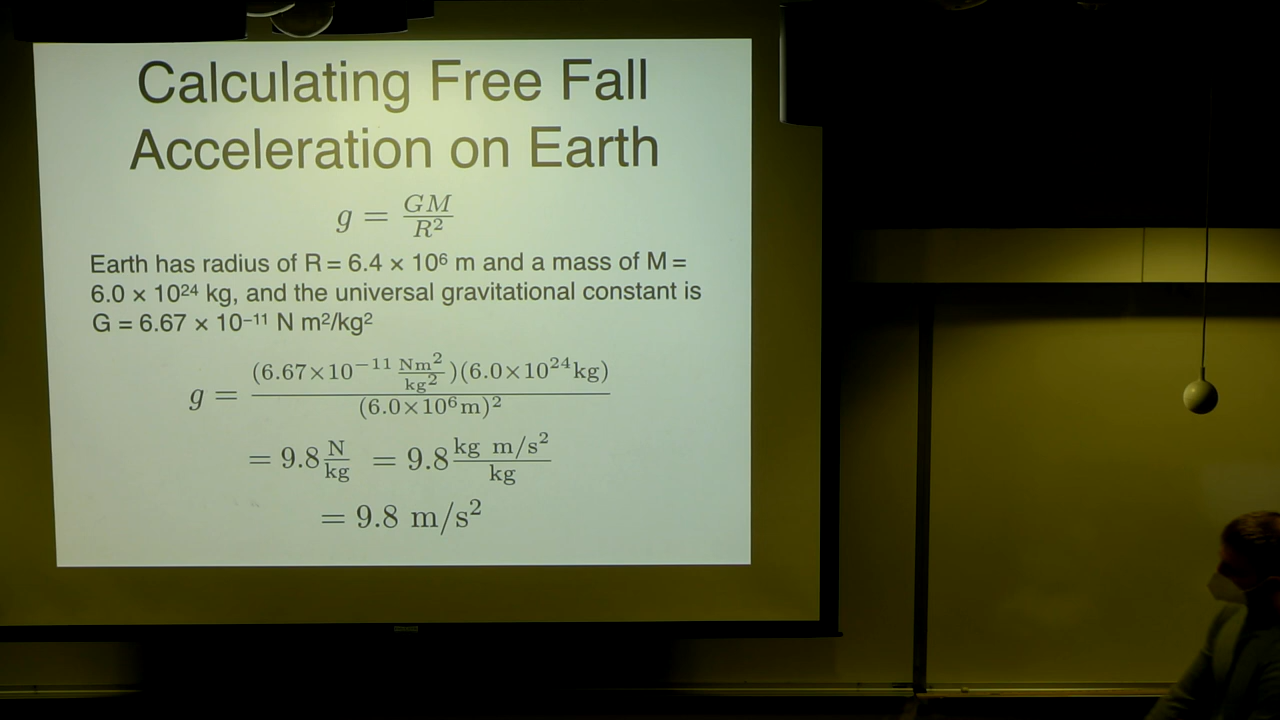 Calculating Free Fall
Acceleration on Earth
g = GM/R²
Earth has radius of R = 6.4 × 10⁶ m and a mass of M =
6.0 × 10²⁴ kg, and the universal gravitational constant is
G = 6.67 × 10⁻¹¹ N m²/kg²
g = (6.67×10⁻¹¹ Nm²/kg²)(6.0×10²⁴kg)/(6.0×10⁶m)²
= 9.8 N/kg = 9.8 kg m/s²/kg
= 9.8 m/s²